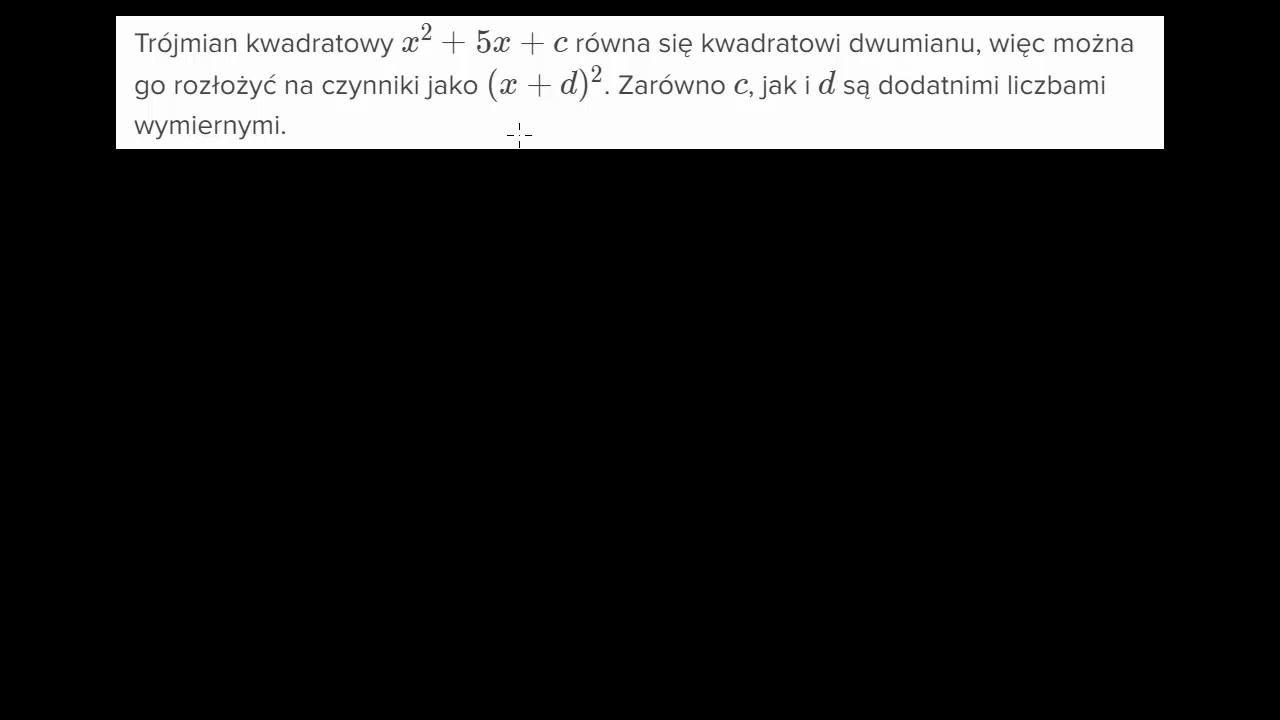 Trójmian kwadratowy $x^2 + 5x + c$ równa się kwadratowi dwumianu, więc można
go rozłożyć na czynniki jako $(x + d)^2$. Zarówno $c$, jak i $d$ są dodatnimi liczbami
wymiernymi.